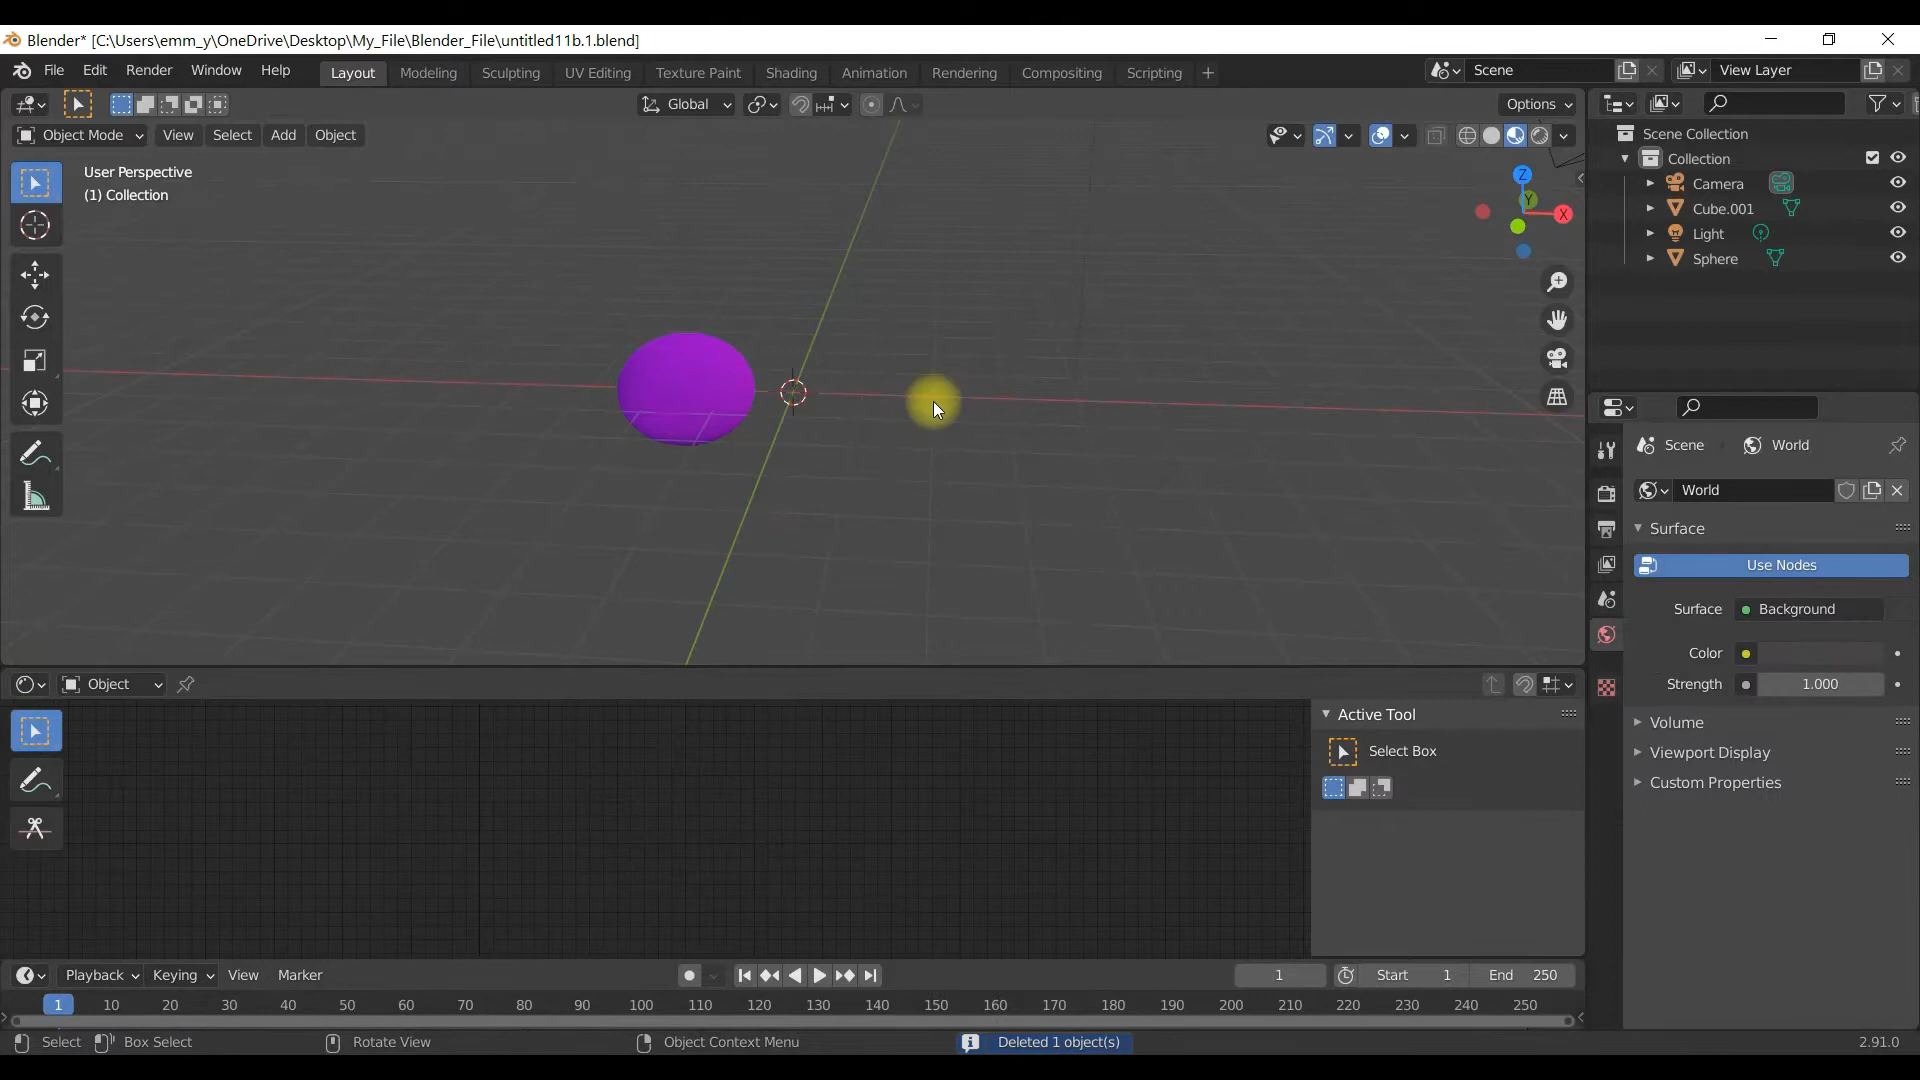 Blender* [C:\Users\emm_y\OneDrive\Desktop\My_File\Blender_File\untitled11b.1.blend]
File Edit Render Window Help Layout Modeling Sculpting UV Editing Texture Paint Shading Animation Rendering Compositing Scripting + Scene View Layer
Global Options
Object Mode View Select Add Object
User Perspective
(1) Collection
Z
Y
X
Scene Collection
Collection
Camera
Cube.001
Light
Sphere
Scene World
World
Surface
Use Nodes
Surface Background
Color
Strength 1.000
Volume
Viewport Display
Custom Properties
Object
Active Tool
Select Box
Playback Keying View Marker 1 Start 1 End 250
1 10 20 30 40 50 60 70 80 90 100 110 120 130 140 150 160 170 180 190 200 210 220 230 240 250
Select Box Select Rotate View Object Context Menu Deleted 1 object(s) 2.91.0